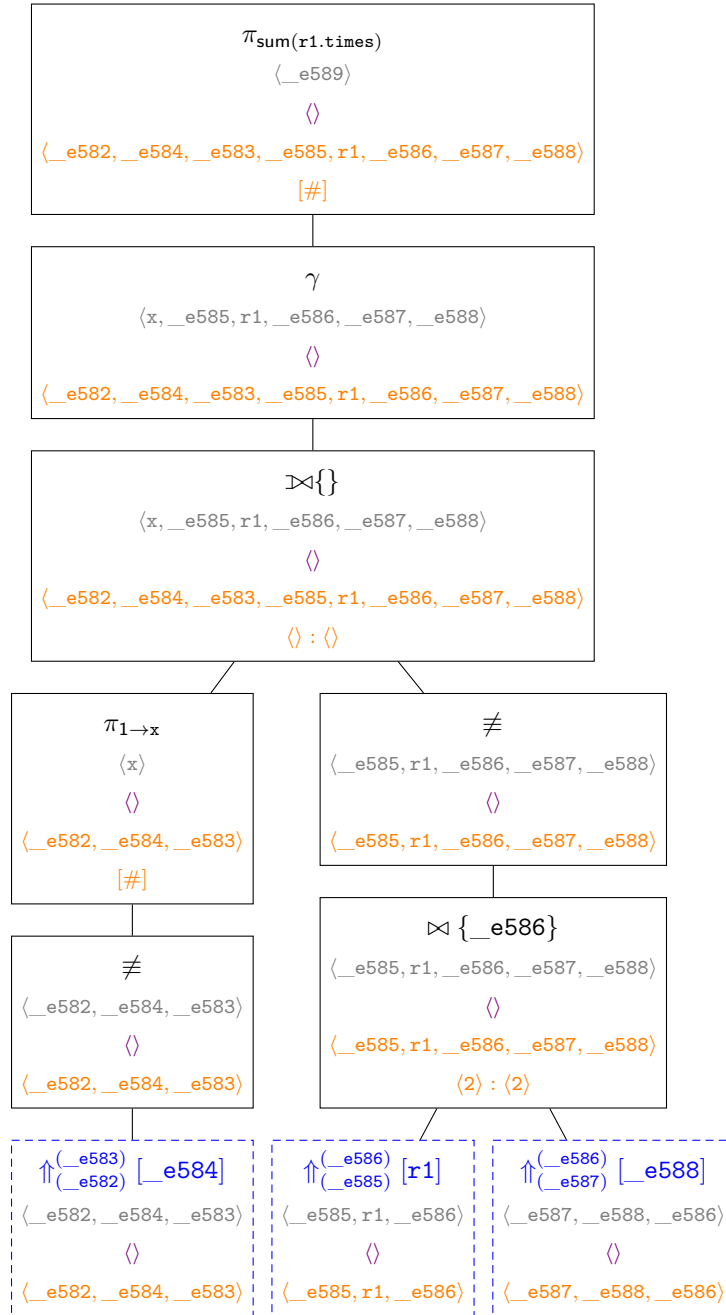 π sum(r1.times)
⟨__e589⟩
⟨⟩
⟨__e582, __e584, __e583, __e585, r1, __e586, __e587, __e588⟩
[#]
γ
⟨x, __e585, r1, __e586, __e587, __e588⟩
⟨⟩
⟨__e582, __e584, __e583, __e585, r1, __e586, __e587, __e588⟩
⟕{}
⟨x, __e585, r1, __e586, __e587, __e588⟩
⟨⟩
⟨__e582, __e584, __e583, __e585, r1, __e586, __e587, __e588⟩
⟨⟩ : ⟨⟩
π 1→x
⟨x⟩
⟨⟩
⟨__e582, __e584, __e583⟩
[#]
≢
⟨__e582, __e584, __e583⟩
⟨⟩
⟨__e582, __e584, __e583⟩
≢
⟨__e585, r1, __e586, __e587, __e588⟩
⟨⟩
⟨__e585, r1, __e586, __e587, __e588⟩
⋈ {__e586}
⟨__e585, r1, __e586, __e587, __e588⟩
⟨⟩
⟨__e585, r1, __e586, __e587, __e588⟩
⟨2⟩ : ⟨2⟩
⇑ (__e583) (__e582) [__e584]
⟨__e582, __e584, __e583⟩
⟨⟩
⟨__e582, __e584, __e583⟩
⇑ (__e586) (__e585) [r1]
⟨__e585, r1, __e586⟩
⟨⟩
⟨__e585, r1, __e586⟩
⇑ (__e586) (__e587) [__e588]
⟨__e587, __e588, __e586⟩
⟨⟩
⟨__e587, __e588, __e586⟩